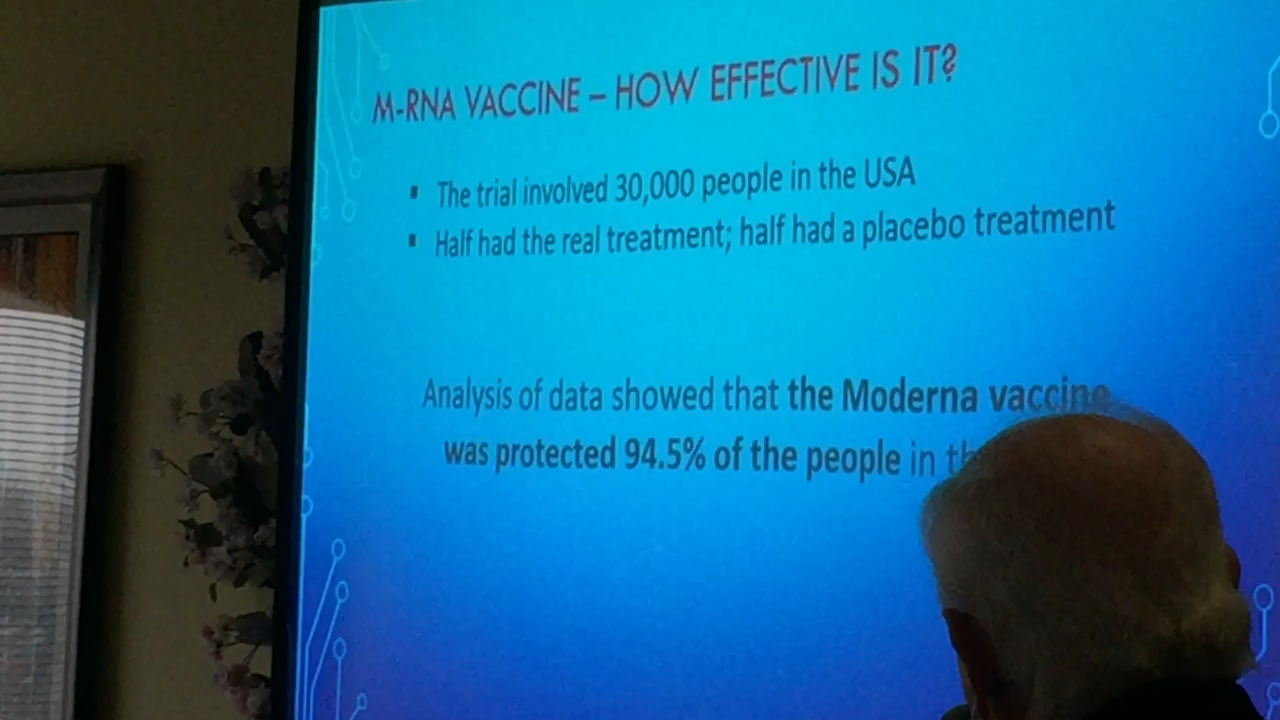 M-RNA VACCINE – HOW EFFECTIVE IS IT?
▪ The trial involved 30,000 people in the USA
▪ Half had the real treatment; half had a placebo treatment
Analysis of data showed that the Moderna vaccine
was protected 94.5% of the people in